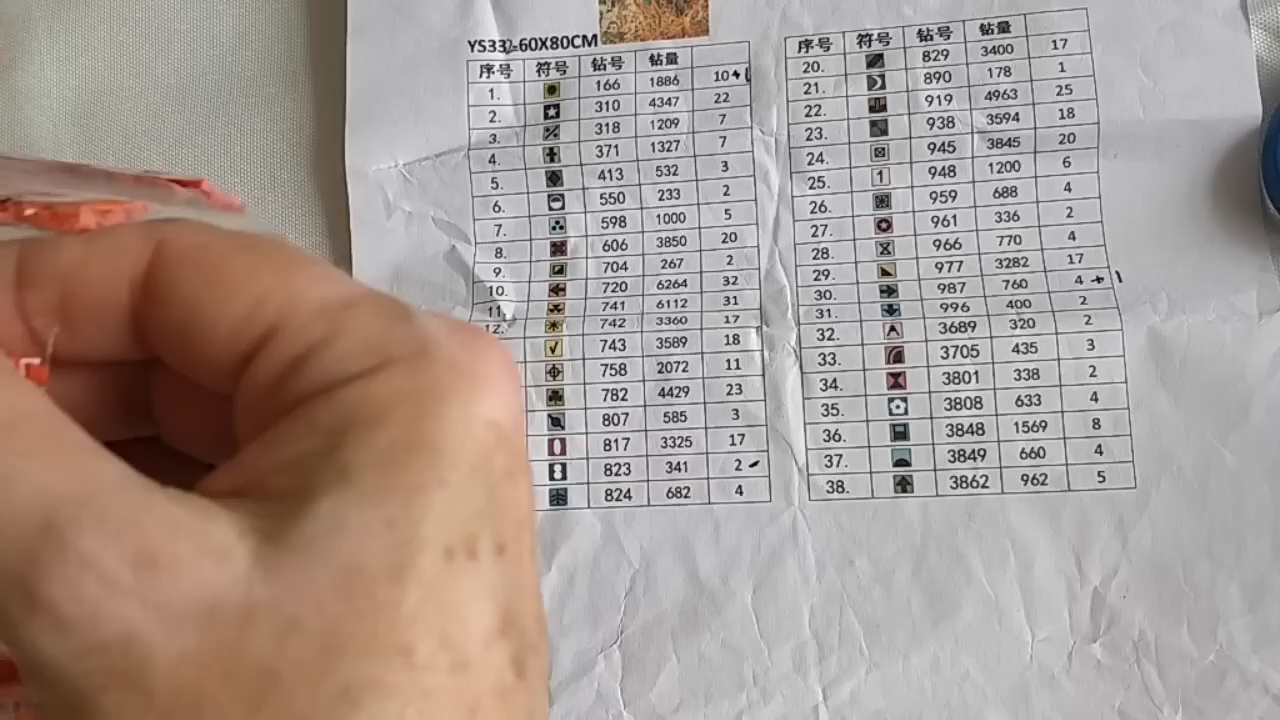 YS332-60X80CM
序号 符号 钻号 钻量
1. 166 1886 10+1
2. 310 4347 22
3. 318 1209 7
4. 371 1327 7
5. 413 532 3
6. 550 233 2
7. 598 1000 5
8. 606 3850 20
9. 704 267 2
10. 720 6264 32
11. 741 6112 31
12. 742 3360 17
743 3589 18
758 2072 11
782 4429 23
807 585 3
817 3325 17
823 341 2
824 682 4
序号 符号 钻号 钻量
20. 829 3400 17
21. 890 178 1
22. 919 4963 25
23. 938 3594 18
24. 945 3845 20
25. 1 948 1200 6
26. 959 688 4
27. 961 336 2
28. 966 770 4
29. 977 3282 17
30. 987 760 4+1
31. 996 400 2
32. 3689 320 2
33. 3705 435 3
34. 3801 338 2
35. 3808 633 4
36. 3848 1569 8
37. 3849 660 4
38. 3862 962 5